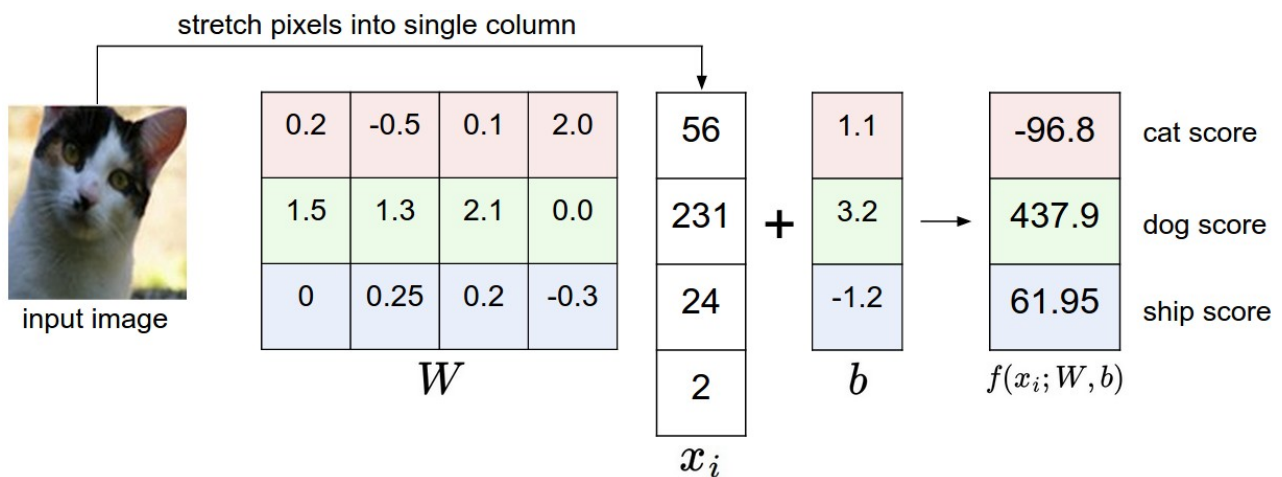 stretch pixels into single column
0.2 -0.5 0.1 2.0 56 1.1 -96.8 cat score
1.5 1.3 2.1 0.0 231 + 3.2 437.9 dog score
0 0.25 0.2 -0.3 24 -1.2 61.95 ship score
input image
W 2 b f(x_i; W, b)
x_i